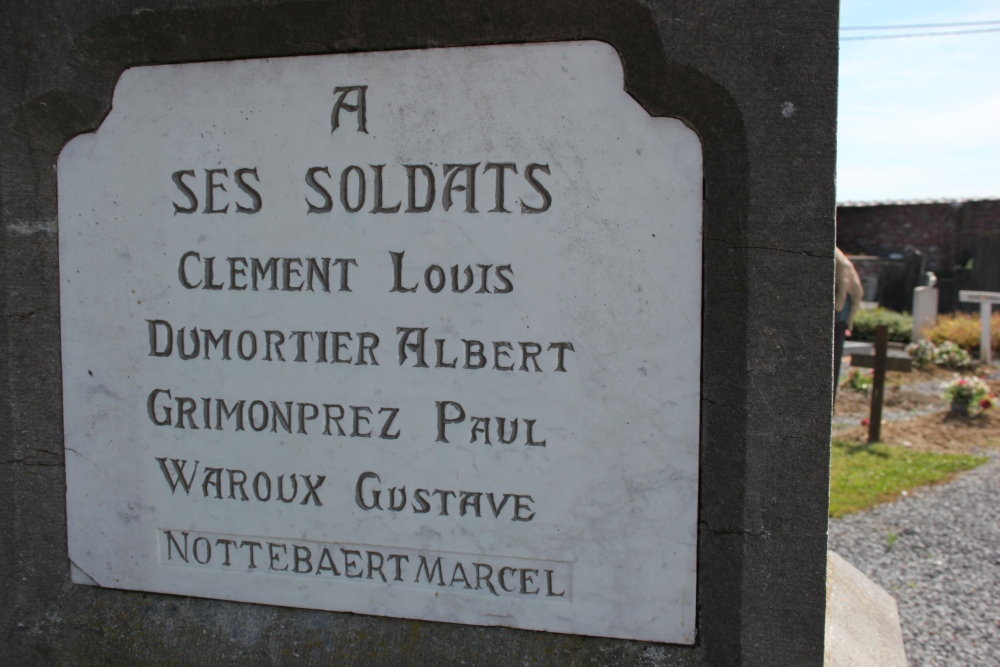 A
SES SOLDATS
CLEMENT LOUIS
DUMORTIER ALBERT
GRIMONPREZ PAUL
WAROUX GUSTAVE
NOTTEBAERT MARCEL